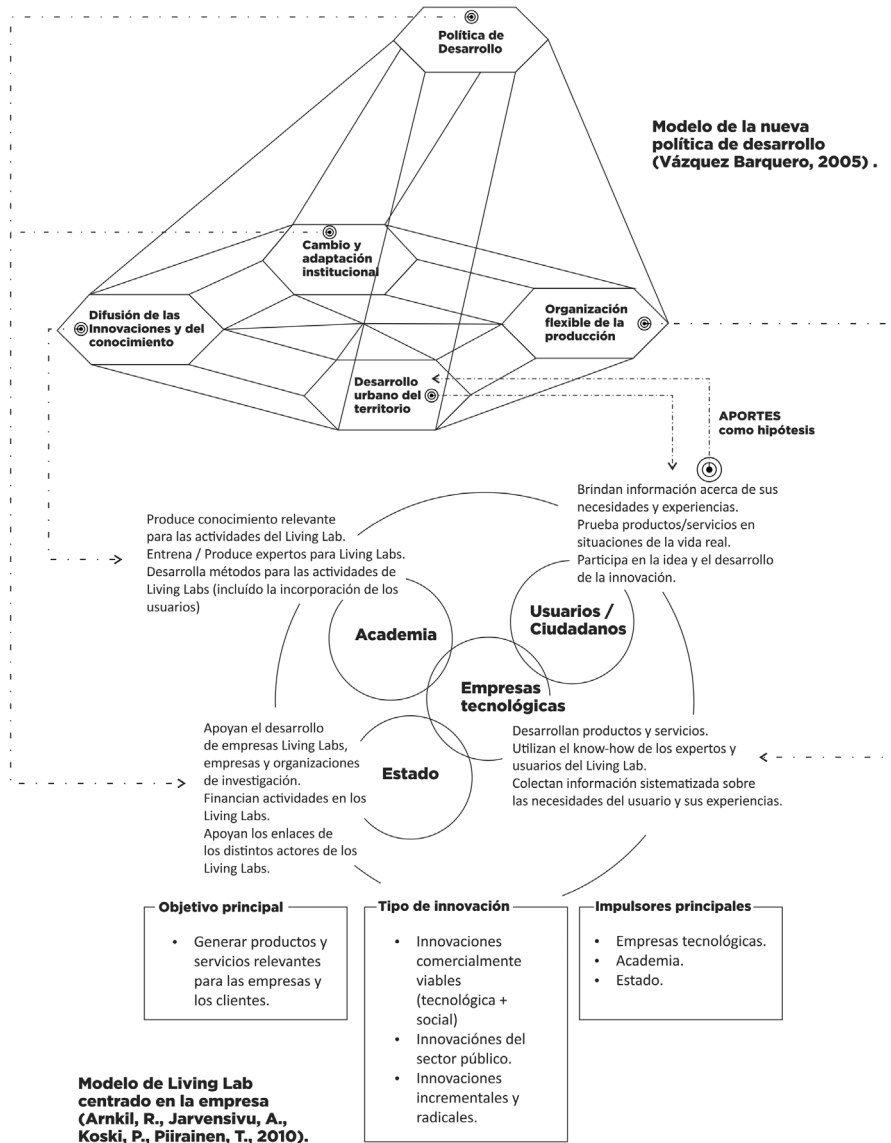 Política de
Desarrollo
Modelo de la nueva
política de desarrollo
(Vázquez Barquero, 2005) .
Cambio y
adaptación
institucional
Difusión de las
Innovaciones y del
conocimiento
Organización
flexible de la
producción
Desarrollo
urbano del
territorio
APORTES
como hipótesis
Brindan información acerca de sus
necesidades y experiencias.
Prueba productos/servicios en
situaciones de la vida real.
Participa en la idea y el desarrollo
de la innovación.
Produce conocimiento relevante
para las actividades del Living Lab.
Entrena / Produce expertos para Living Labs.
Desarrolla métodos para las actividades de
Living Labs (incluído la incorporación de los
usuarios)
Academia
Usuarios /
Ciudadanos
Empresas
tecnológicas
Apoyan el desarrollo
de empresas Living Labs,
empresas y organizaciones
de investigación.
Financian actividades en los
Living Labs.
Apoyan los enlaces de
los distintos actores de los
Living Labs.
Estado
Desarrollan productos y servicios.
Utilizan el know-how de los expertos y
usuarios del Living Lab.
Colectan información sistematizada sobre
las necesidades del usuario y sus experiencias.
Objetivo principal
• Generar productos y
servicios relevantes
para las empresas y
los clientes.
Tipo de innovación
• Innovaciones
comercialmente
viables
(tecnológica +
social)
• Innovaciónes del
sector público.
• Innovaciones
incrementales y
radicales.
Impulsores principales
• Empresas tecnológicas.
• Academia.
• Estado.
Modelo de Living Lab
centrado en la empresa
(Arnkil, R., Jarvensivu, A.,
Koski, P., Piirainen, T., 2010).